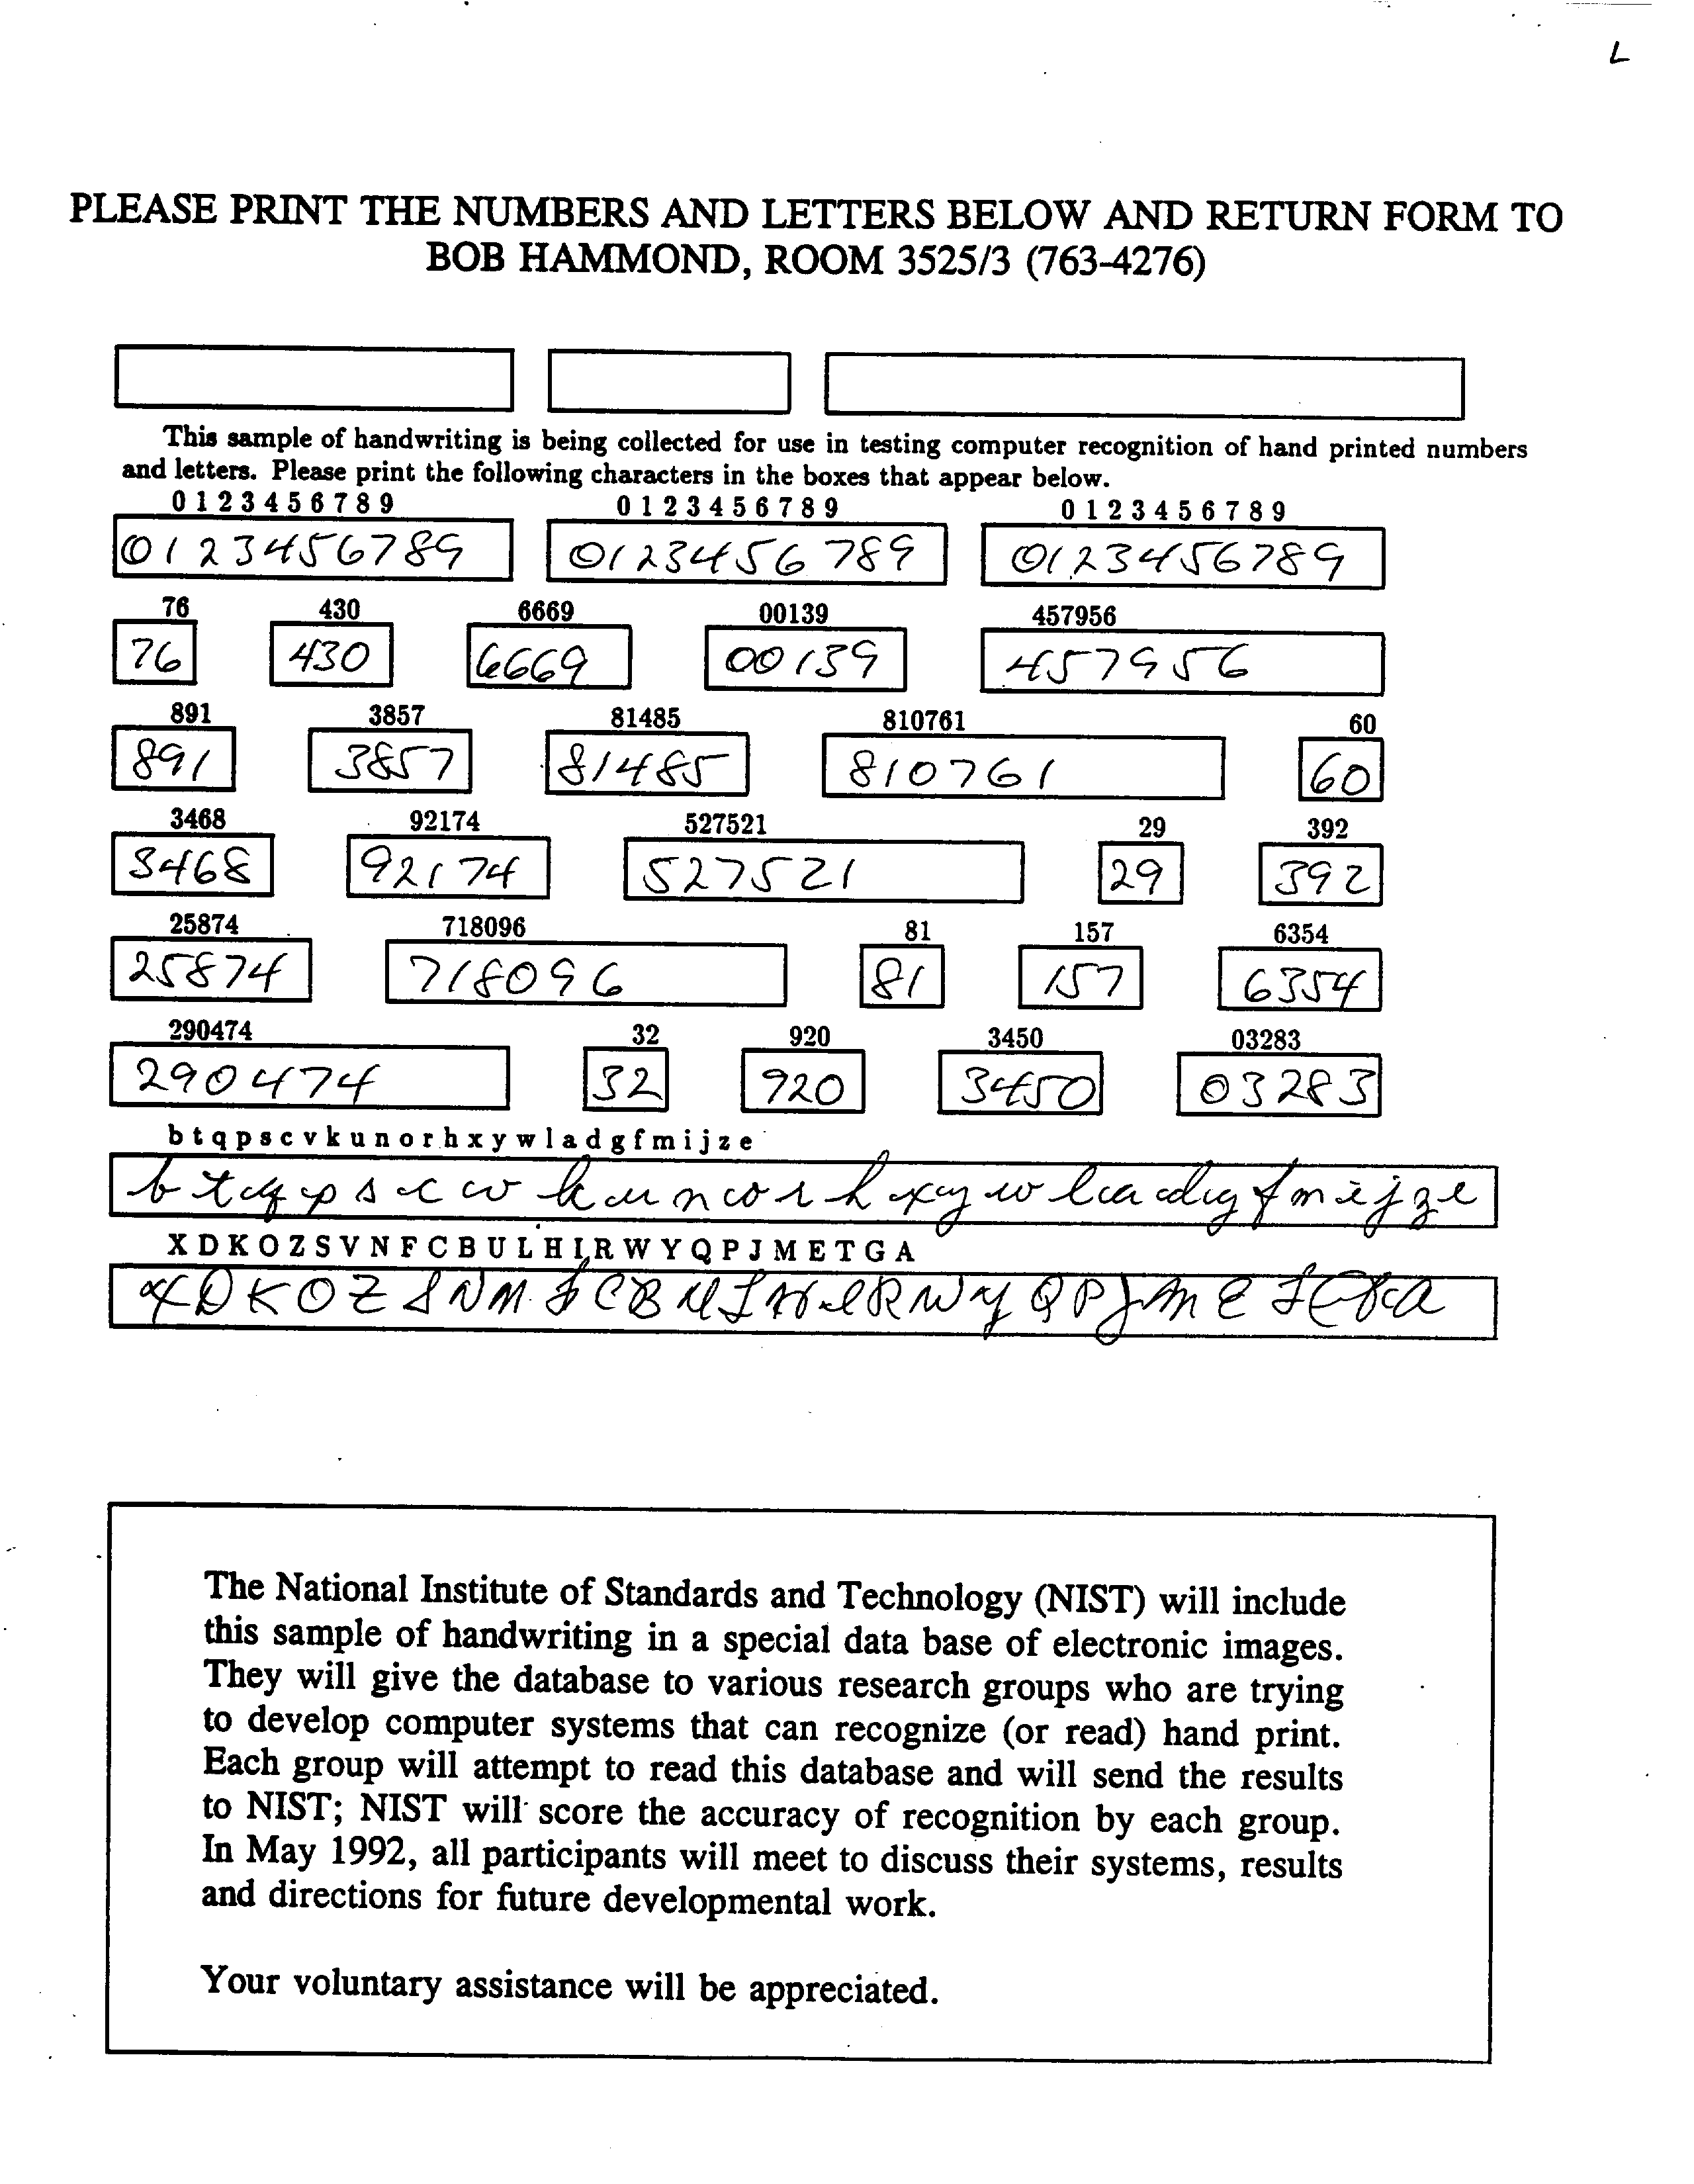 L
PLEASE PRINT THE NUMBERS AND LETTERS BELOW AND RETURN FORM TO
BOB HAMMOND, ROOM 3525/3 (763-4276)
This sample of handwriting is being collected for use in testing computer recognition of hand printed numbers
and letters. Please print the following characters in the boxes that appear below.
0 1 2 3 4 5 6 7 8 9 0 1 2 3 4 5 6 7 8 9 0 1 2 3 4 5 6 7 8 9
0123456789 0123456789 0123456789
76 430 6669 00139 457956
76 430 6669 00139 457956
891 3857 81485 810761 60
891 3857 81485 810761 60
3468 92174 527521 29 392
3468 92174 527521 29 392
25874 718096 81 157 6354
25874 718096 81 157 6354
290474 32 920 3450 03283
290474 32 920 3450 03283
b t q p s c v k u n o r h x y w l a d g f m i j z e
b t q p s c v k u n o r h x y w l a d g f m i j z e
X D K O Z S V N F C B U L H I R W Y Q P J M E T G A
X D K O Z S V N F C B U L H I R W Y Q P J M E T G A
The National Institute of Standards and Technology (NIST) will include
this sample of handwriting in a special data base of electronic images.
They will give the database to various research groups who are trying
to develop computer systems that can recognize (or read) hand print.
Each group will attempt to read this database and will send the results
to NIST; NIST will score the accuracy of recognition by each group.
In May 1992, all participants will meet to discuss their systems, results
and directions for future developmental work.
Your voluntary assistance will be appreciated.